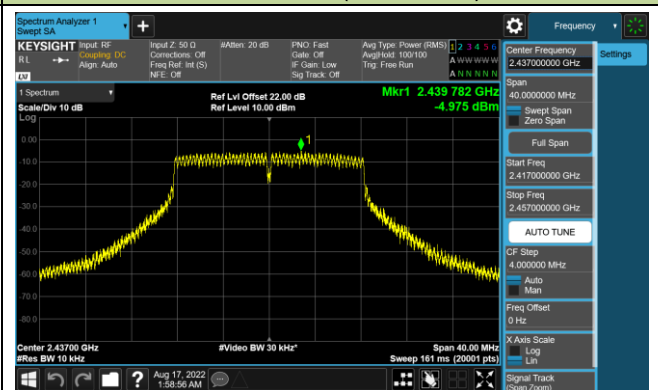 Spectrum Analyzer 1
Swept SA
Frequency
KEYSIGHT
RL
LXI
Input: RF
Coupling: DC
Align: Auto
Input Z: 50 Ω
Corrections: Off
Freq Ref: Int (S)
NFE: Off
#Atten: 20 dB
PNO: Fast
Gate: Off
IF Gain: Low
Sig Track: Off
Avg Type: Power (RMS)
Avg|Hold: 100/100
Trig: Free Run
1 2 3 4 5 6
A W W W W W
A N N N N N
Center Frequency
2.437000000 GHz
Settings
Span
40.0000000 MHz
Swept Span
Zero Span
Full Span
Start Freq
2.417000000 GHz
Stop Freq
2.457000000 GHz
AUTO TUNE
CF Step
4.000000 MHz
Auto
Man
Freq Offset
0 Hz
X Axis Scale
Log
Lin
Signal Track
(Span Zoom)
1 Spectrum
Scale/Div 10 dB
Log
Ref Lvl Offset 22.00 dB
Ref Level 10.00 dBm
Mkr1 2.439 782 GHz
-4.975 dBm
1
0.00
-10.0
-20.0
-30.0
-40.0
-50.0
-60.0
-70.0
-80.0
Center 2.43700 GHz
#Res BW 10 kHz
#Video BW 30 kHz*
Span 40.00 MHz
Sweep 161 ms (20001 pts)
Aug 17, 2022
1:58:56 AM